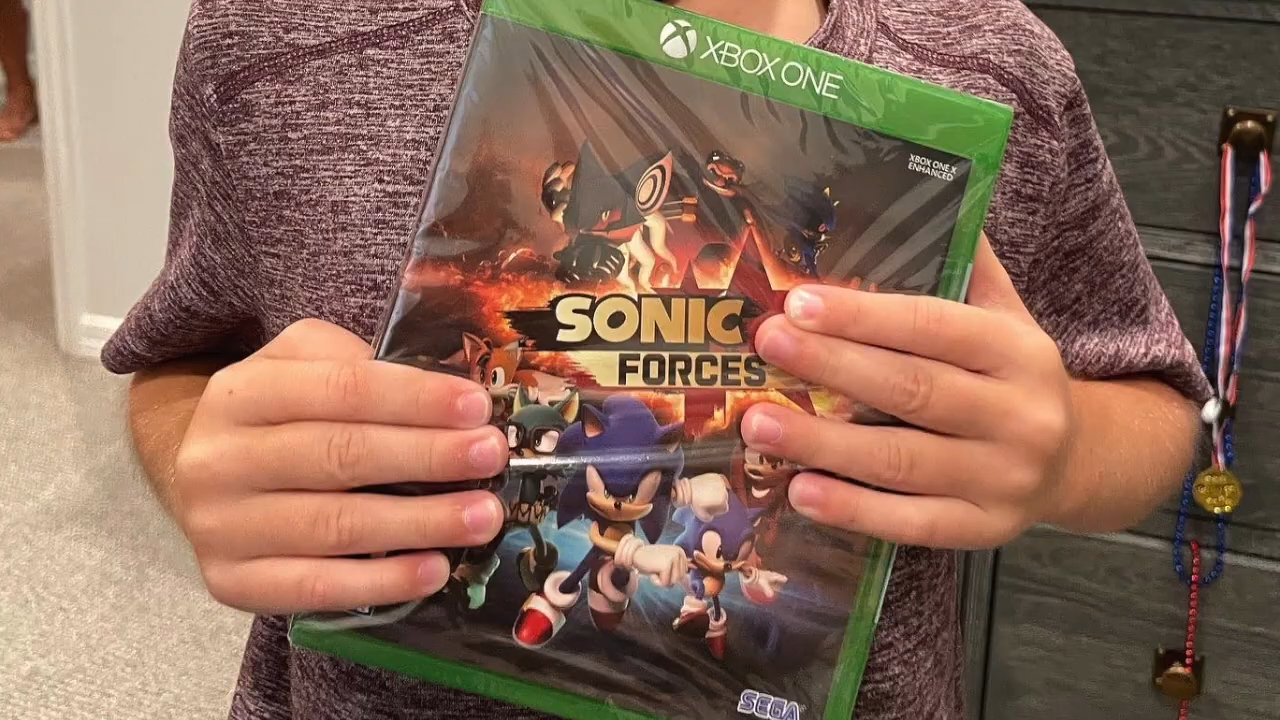 XBOX ONE
XBOX ONE X
ENHANCED
SONIC
FORCES
SEGA